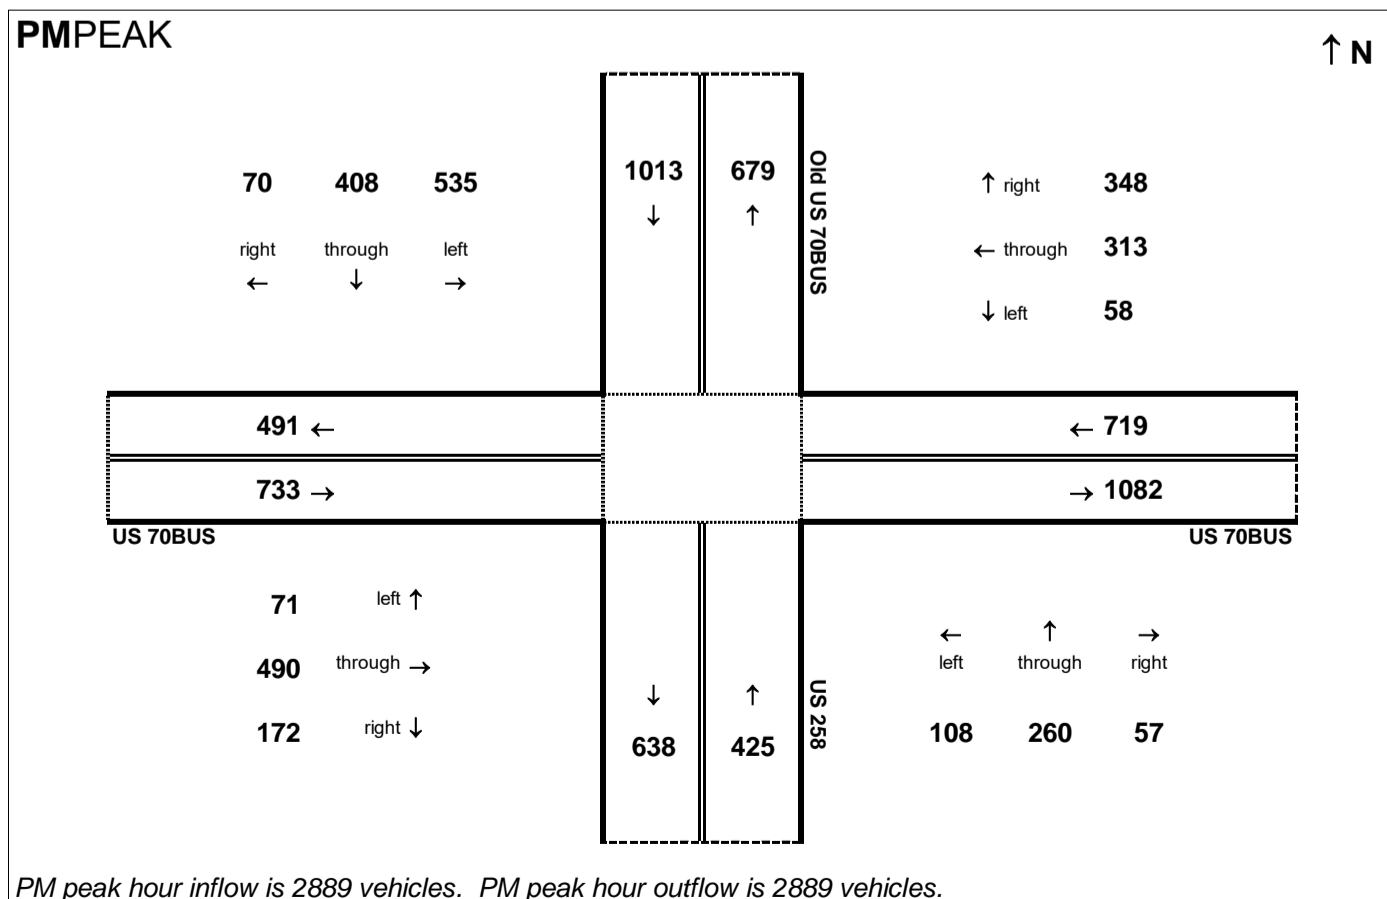 PMPEAK
↑ N
70 408 535
right through left
← ↓ →
1013 679
↓ ↑
Old US 70BUS
↑ right 348
← through 313
↓ left 58
491 ←
← 719
733 →
→ 1082
US 70BUS
US 70BUS
71 left ↑
490 through →
172 right ↓
↓ ↑
638 425
US 258
← ↑ →
left through right
108 260 57
PM peak hour inflow is 2889 vehicles. PM peak hour outflow is 2889 vehicles.